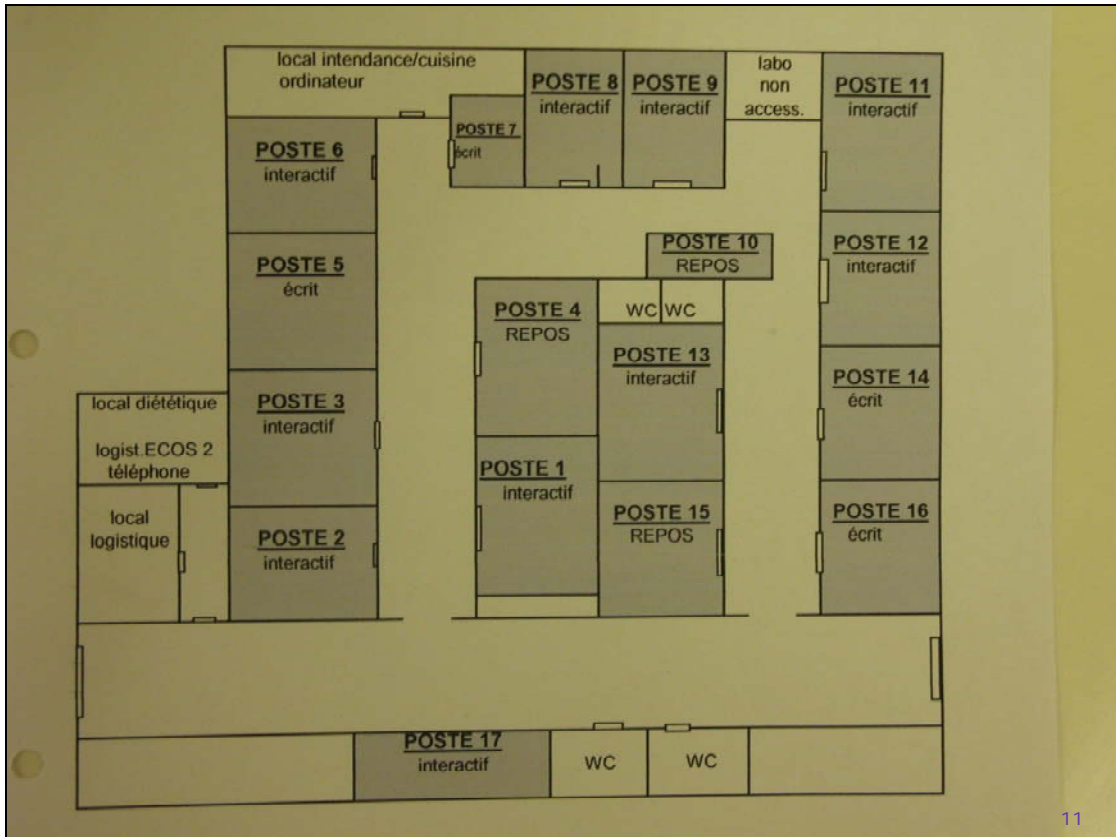 local intendance/cuisine
ordinateur
POSTE 8
interactif
POSTE 9
interactif
labo
non
access.
POSTE 11
interactif
POSTE 7
écrit
POSTE 6
interactif
POSTE 5
écrit
POSTE 10
REPOS
POSTE 12
interactif
POSTE 4
REPOS
WC
WC
POSTE 13
interactif
POSTE 14
écrit
local diététique
logist.ECOS 2
téléphone
POSTE 3
interactif
POSTE 1
interactif
local
logistique
POSTE 2
interactif
POSTE 15
REPOS
POSTE 16
écrit
POSTE 17
interactif
WC
WC
11